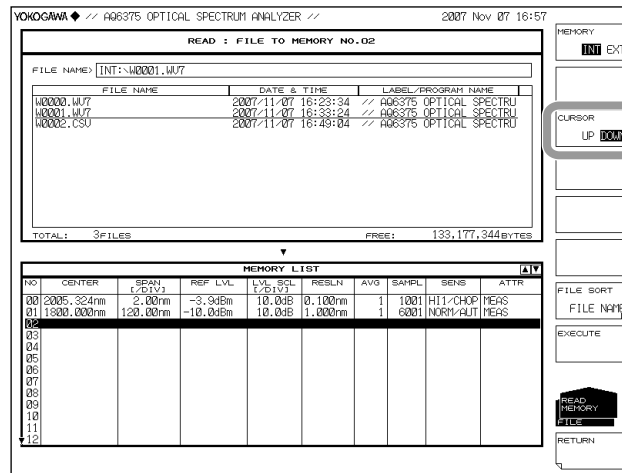 YOKOGAWA ◆ // AQ6375 OPTICAL SPECTRUM ANALYZER // 2007 Nov 07 16:57
READ : FILE TO MEMORY NO.02
FILE NAME> INT:\W0001.WV7
FILE NAME DATE & TIME LABEL/PROGRAM NAME
W0000.WV7 2007/11/07 16:23:34 // AQ6375 OPTICAL SPECTRU
W0001.WV7 2007/11/07 16:33:24 // AQ6375 OPTICAL SPECTRU
W0002.CSV 2007/11/07 16:49:04 // AQ6375 OPTICAL SPECTRU
TOTAL: 3FILES FREE: 133,177,344BYTES
▼
MEMORY LIST ▲▼
NO CENTER SPAN [/DIV] REF LVL LVL SCL [/DIV] RESLN AVG SAMPL SENS ATTR
00 2005.324nm 2.00nm -3.9dBm 10.0dB 0.100nm 1 1001 HI1/CHOP MEAS
01 1800.000nm 120.00nm -10.0dBm 10.0dB 1.000nm 1 6001 NORM/AUT MEAS
02
03
04
05
06
07
08
09
10
11
▼12
MEMORY
INT EXT
CURSOR
UP DOWN
FILE SORT
FILE NAME
EXECUTE
READ
MEMORY
FILE
RETURN